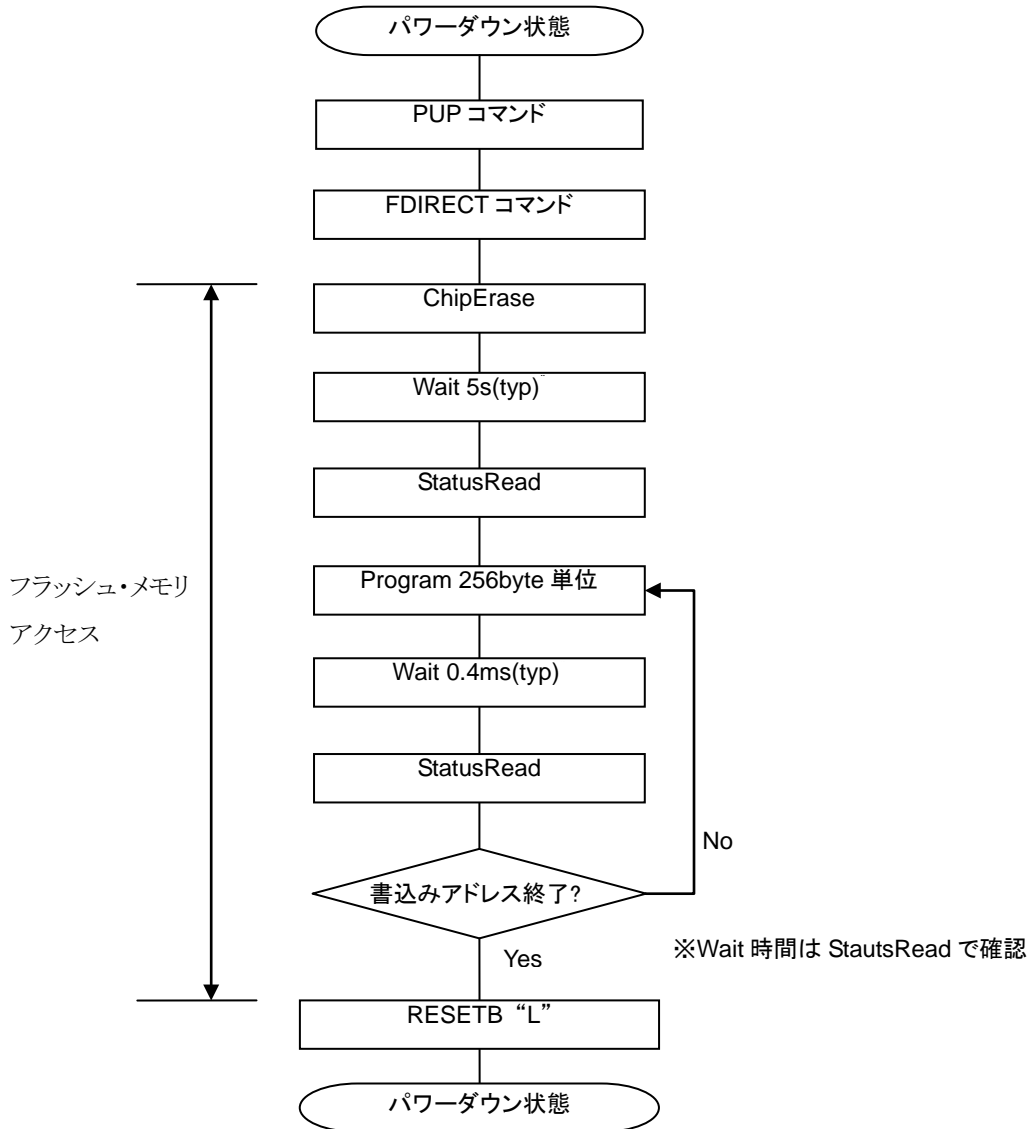 パワーダウン状態
PUP コマンド
FDIRECT コマンド
ChipErase
Wait 5s(typ)
StatusRead
Program 256byte 単位
Wait 0.4ms(typ)
StatusRead
フラッシュ・メモリ
アクセス
書込みアドレス終了?
No
Yes
※Wait 時間は StautsRead で確認
RESETB “L”
パワーダウン状態